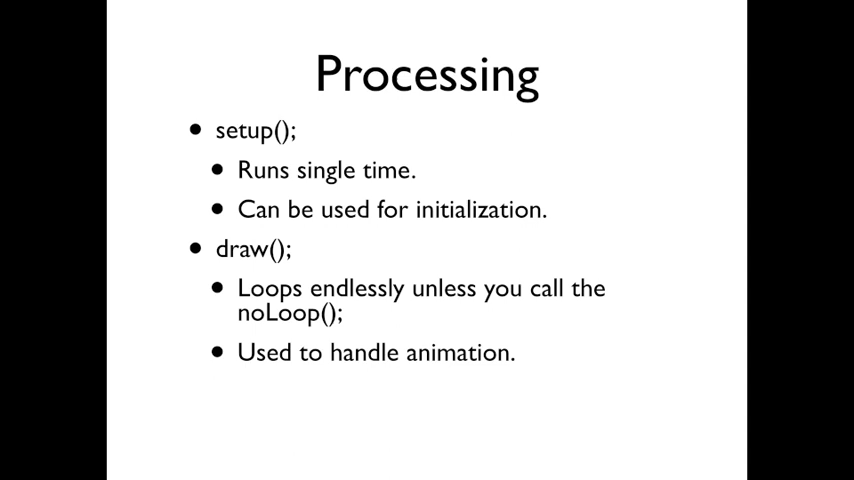 Processing
• setup();
• Runs single time.
• Can be used for initialization.
• draw();
• Loops endlessly unless you call the
noLoop();
• Used to handle animation.